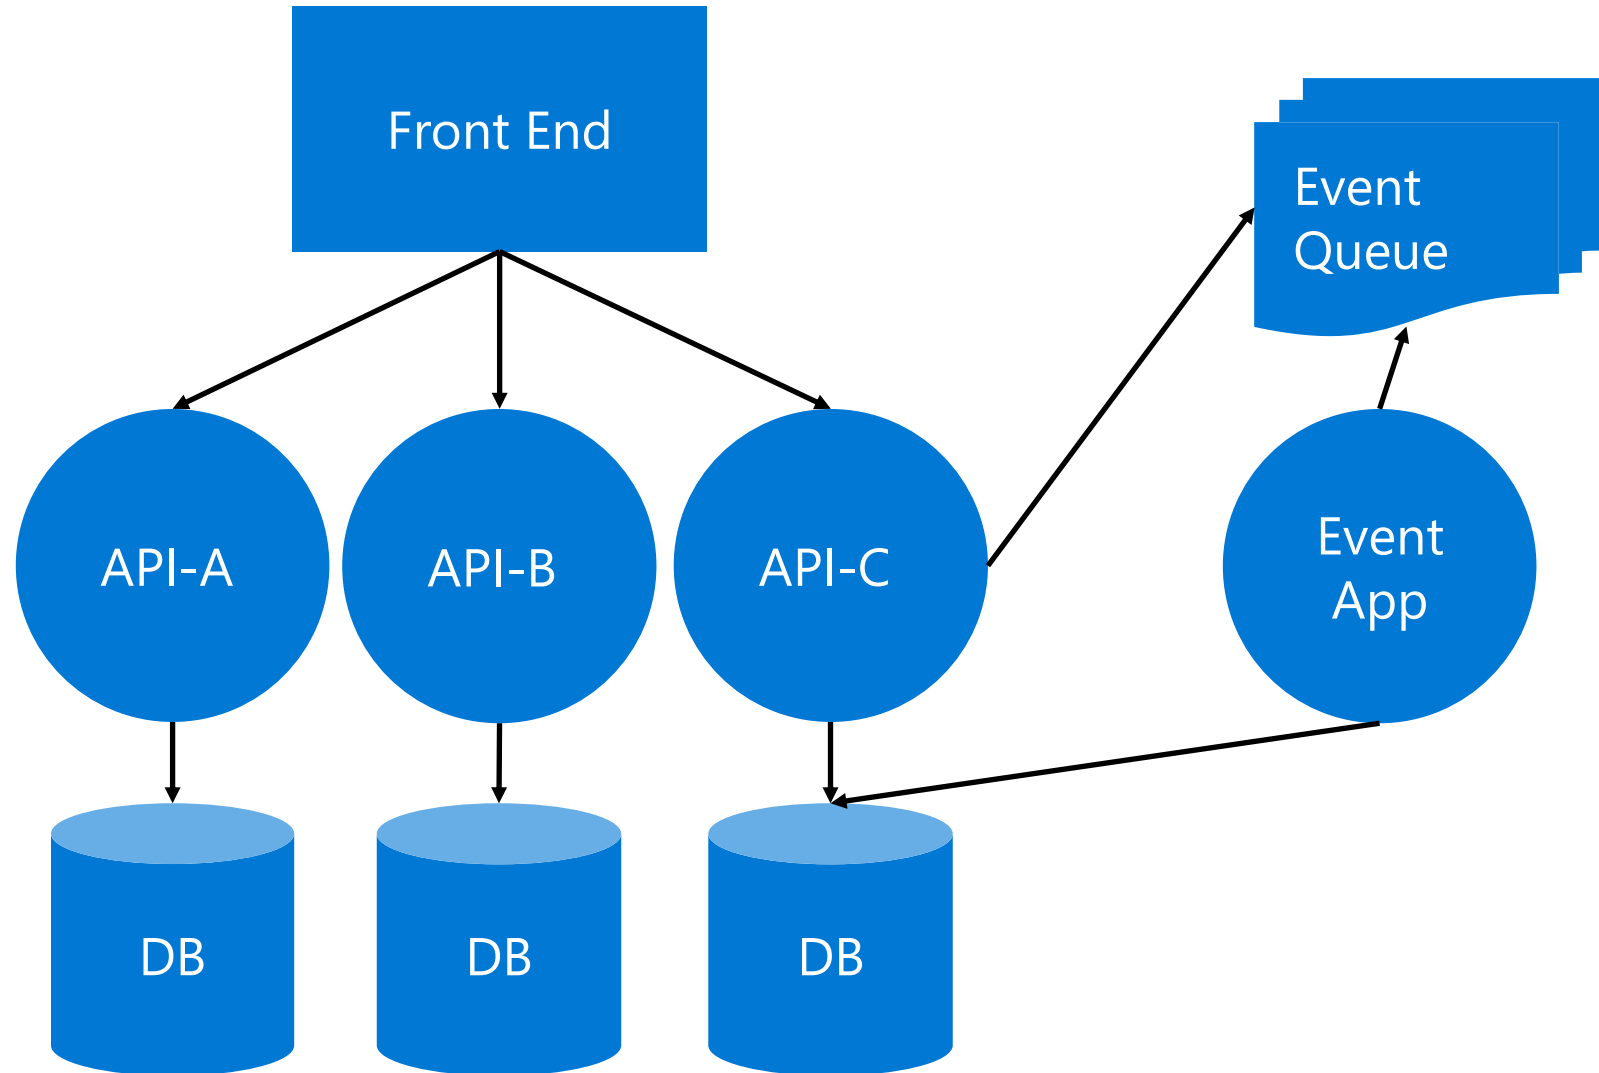 Front End
Event
Queue
API-A
API-B
API-C
Event
App
DB
DB
DB